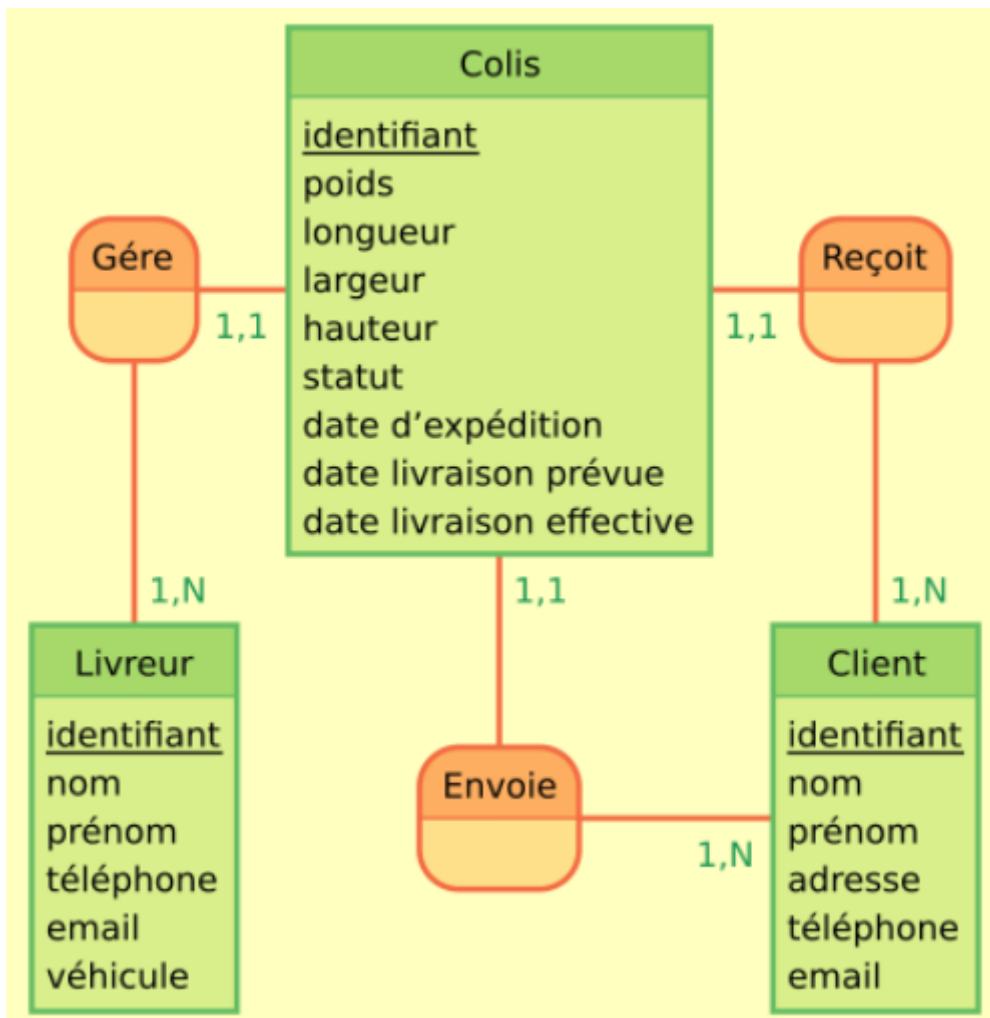 Colis
identifiant
poids
longueur
largeur
hauteur
statut
date d’expédition
date livraison prévue
date livraison effective
Gére
1,1
Reçoit
1,1
1,N
1,1
1,N
Livreur
identifiant
nom
prénom
téléphone
email
véhicule
Envoie
1,N
Client
identifiant
nom
prénom
adresse
téléphone
email